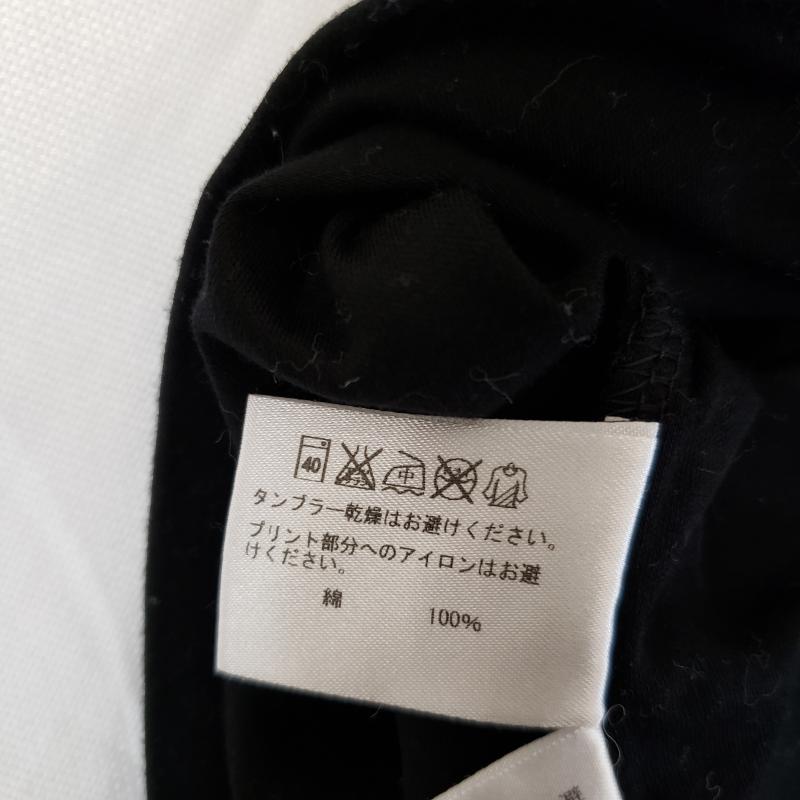 40 中
タンブラー乾燥はお避けください。
プリント部分へのアイロンはお避
けください。
綿 100%
避